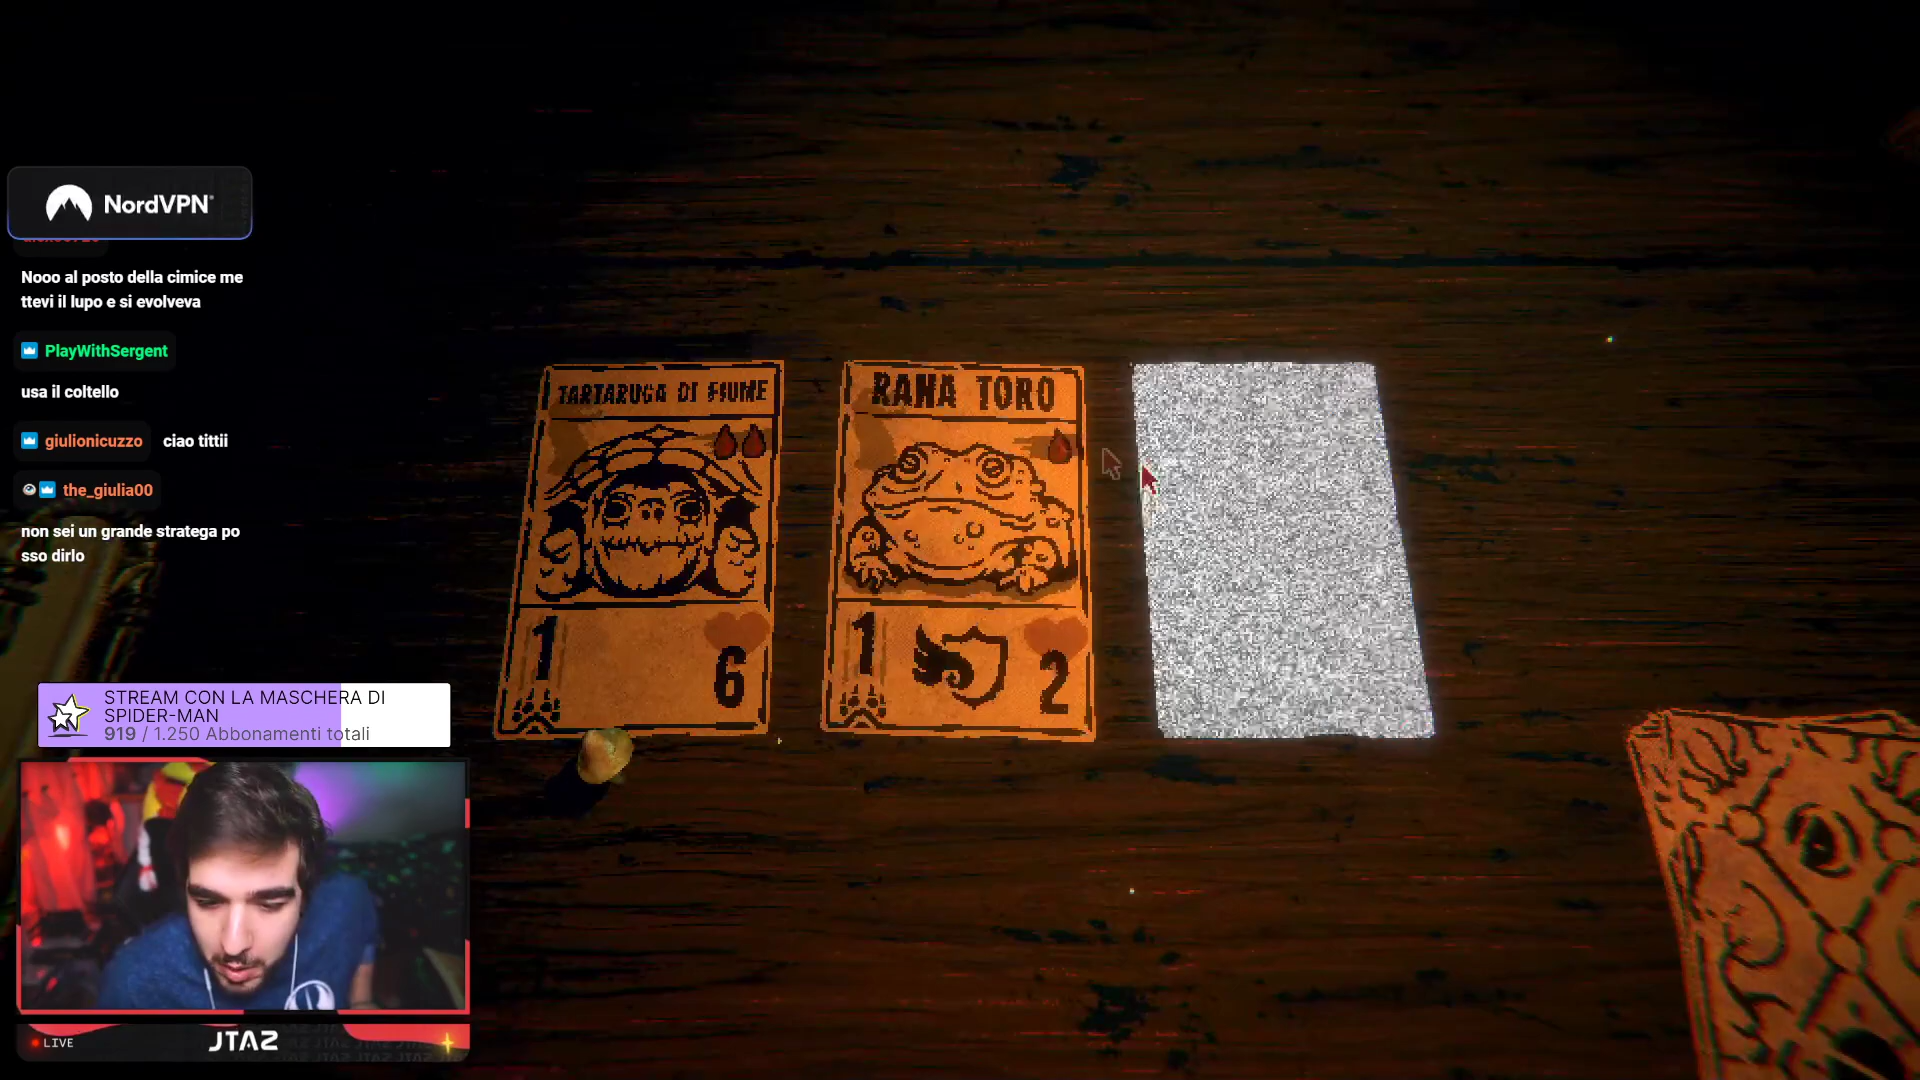 NordVPN
Nooo al posto della cimice me
ttevi il lupo e si evolveva
PlayWithSergent
usa il coltello
giulionicuzzo ciao tittii
the_giulia00
non sei un grande stratega po
sso dirlo
TARTARUGA DI FIUME
1
6
RANA TORO
1
2
STREAM CON LA MASCHERA DI
SPIDER-MAN
919 / 1.250 Abbonamenti totali
LIVE
JTAZ